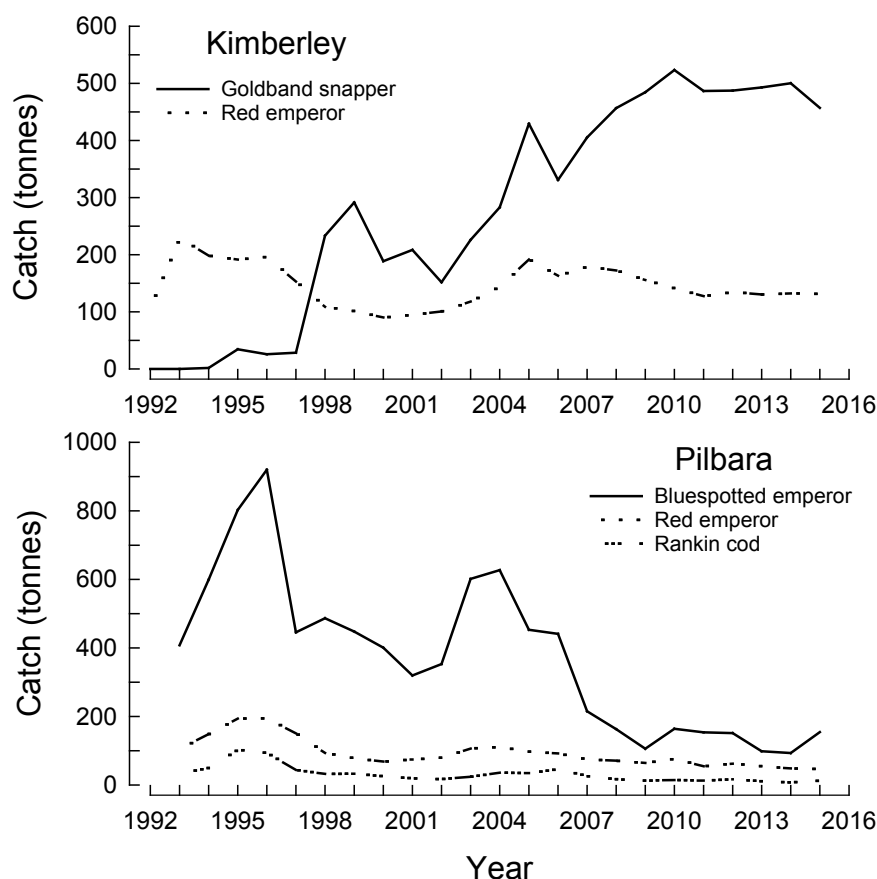 600
500
400
300
200
100
0
Catch (tonnes)
Kimberley
Goldband snapper
Red emperor
1992 1995 1998 2001 2004 2007 2010 2013 2016
1000
800
600
400
200
0
Catch (tonnes)
Pilbara
Bluespotted emperor
Red emperor
Rankin cod
1992 1995 1998 2001 2004 2007 2010 2013 2016
Year